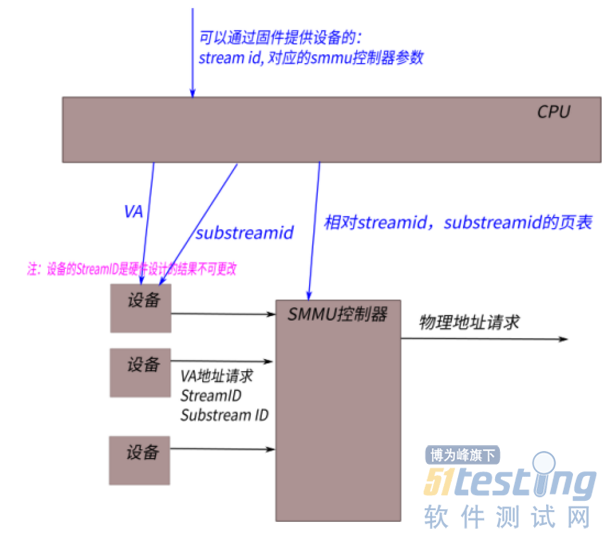 可以通过固件提供设备的：
stream id, 对应的smmu控制器参数
CPU
VA
substreamid
相对streamid，substreamid的页表
注：设备的StreamID是硬件设计的结果不可更改
设备
SMMU控制器
物理地址请求
设备
VA地址请求
StreamID
Substream ID
设备
博为峰旗下
51testing
软件测试网